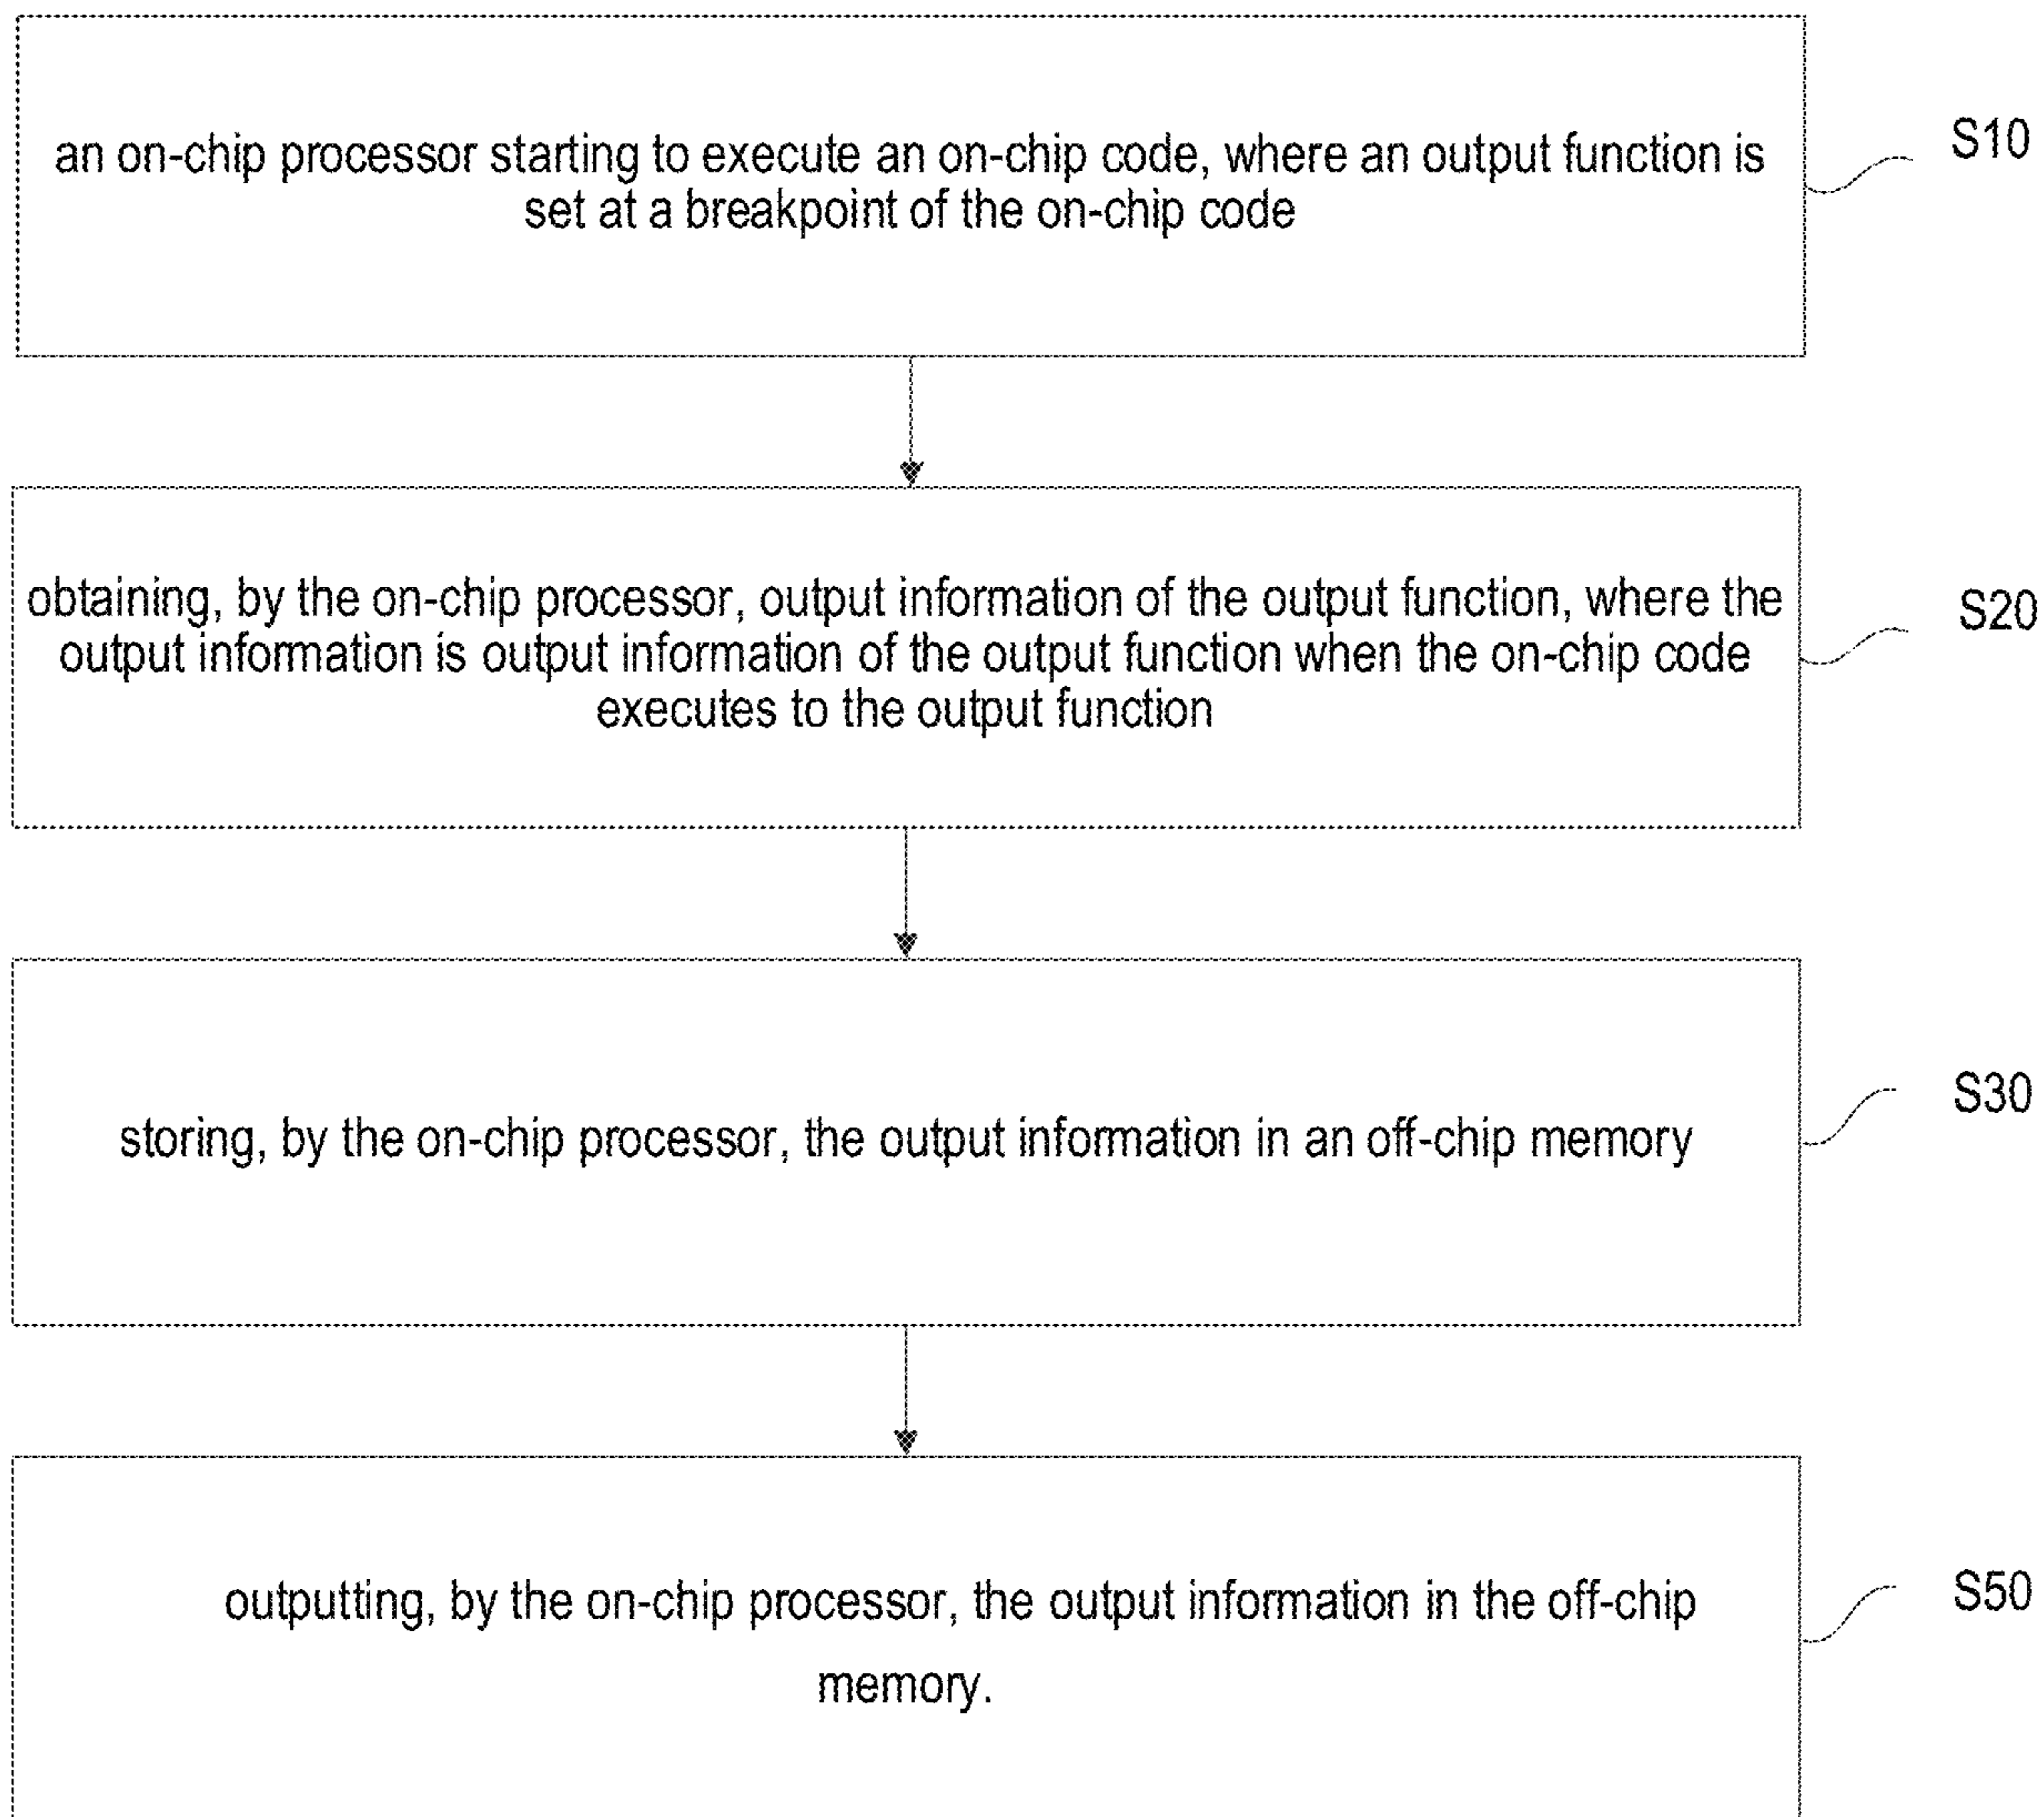 an on-chip processor starting to execute an on-chip code, where an output function is
set at a breakpoint of the on-chip code
S10
obtaining, by the on-chip processor, output information of the output function, where the
output information is output information of the output function when the on-chip code
executes to the output function
S20
storing, by the on-chip processor, the output information in an off-chip memory
S30
outputting, by the on-chip processor, the output information in the off-chip
memory.
S50